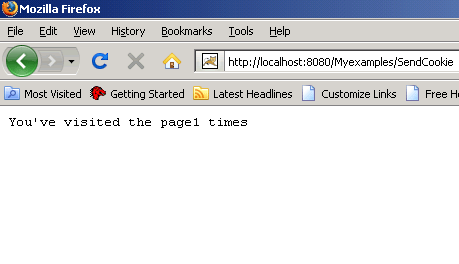 Mozilla Firefox
File Edit View History Bookmarks Tools Help
http://localhost:8080/Myexamples/SendCookie
Most Visited Getting Started Latest Headlines Customize Links Free
You've visited the page1 times